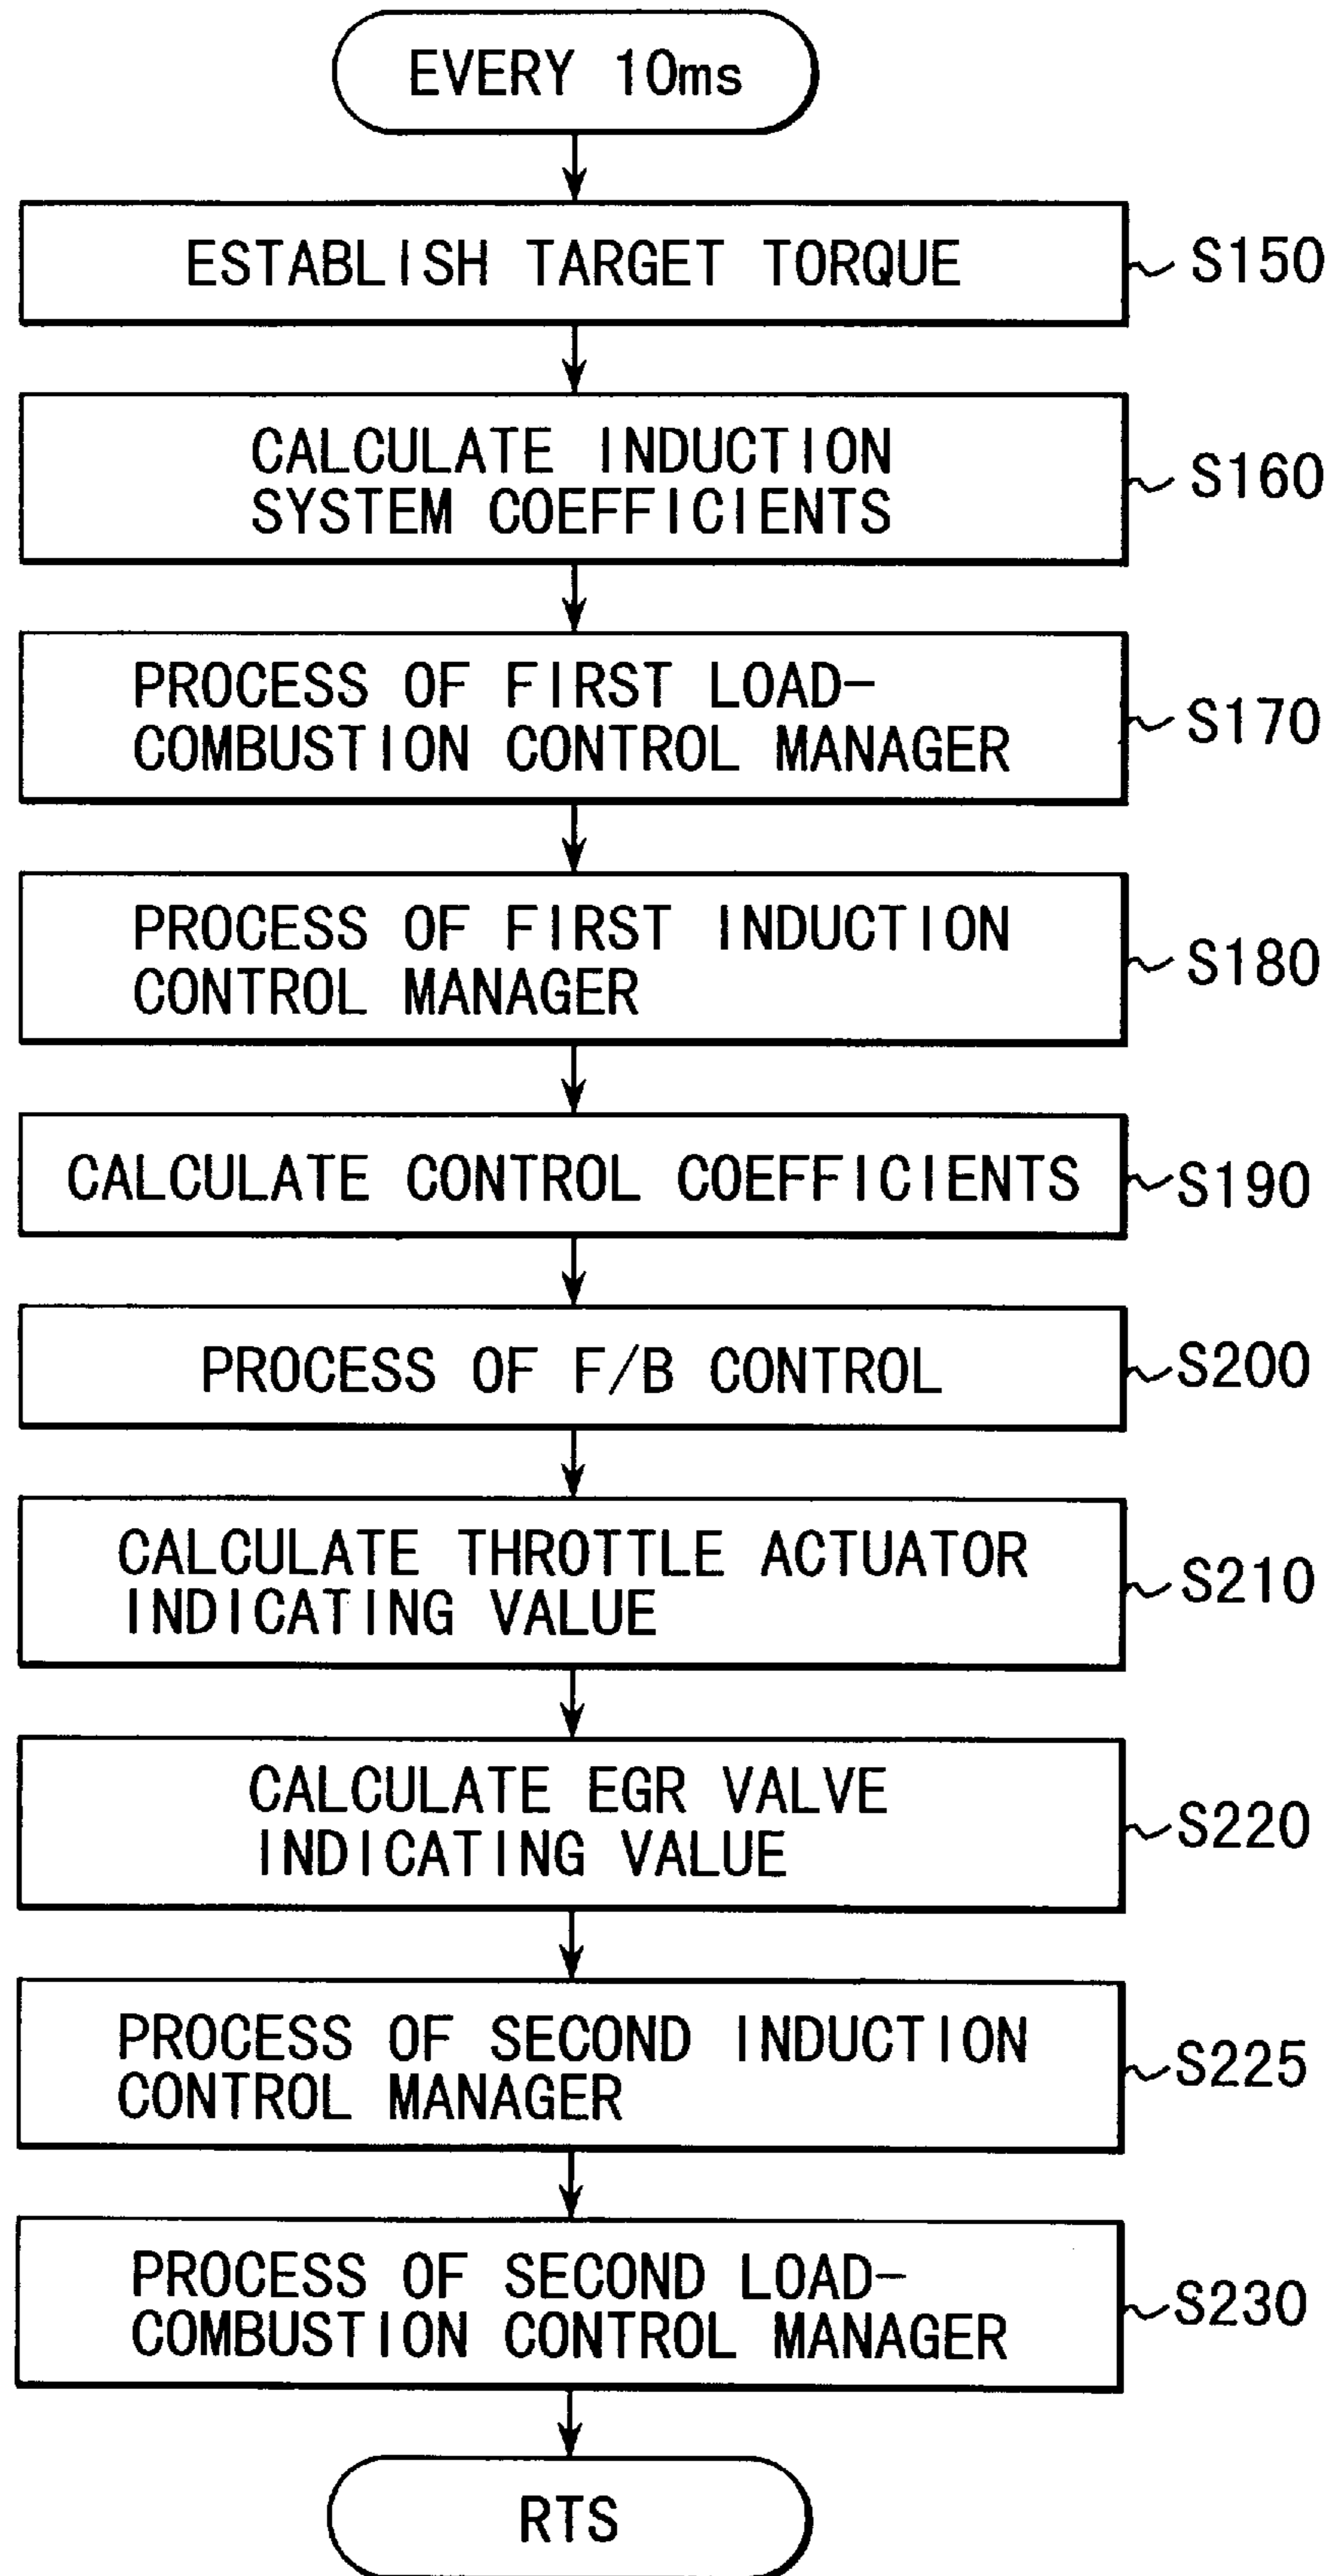 EVERY 10ms
ESTABLISH TARGET TORQUE
S150
CALCULATE INDUCTION
SYSTEM COEFFICIENTS
S160
PROCESS OF FIRST LOAD-
COMBUSTION CONTROL MANAGER
S170
PROCESS OF FIRST INDUCTION
CONTROL MANAGER
S180
CALCULATE CONTROL COEFFICIENTS
S190
PROCESS OF F/B CONTROL
S200
CALCULATE THROTTLE ACTUATOR
INDICATING VALUE
S210
CALCULATE EGR VALVE
INDICATING VALUE
S220
PROCESS OF SECOND INDUCTION
CONTROL MANAGER
S225
PROCESS OF SECOND LOAD-
COMBUSTION CONTROL MANAGER
S230
RTS